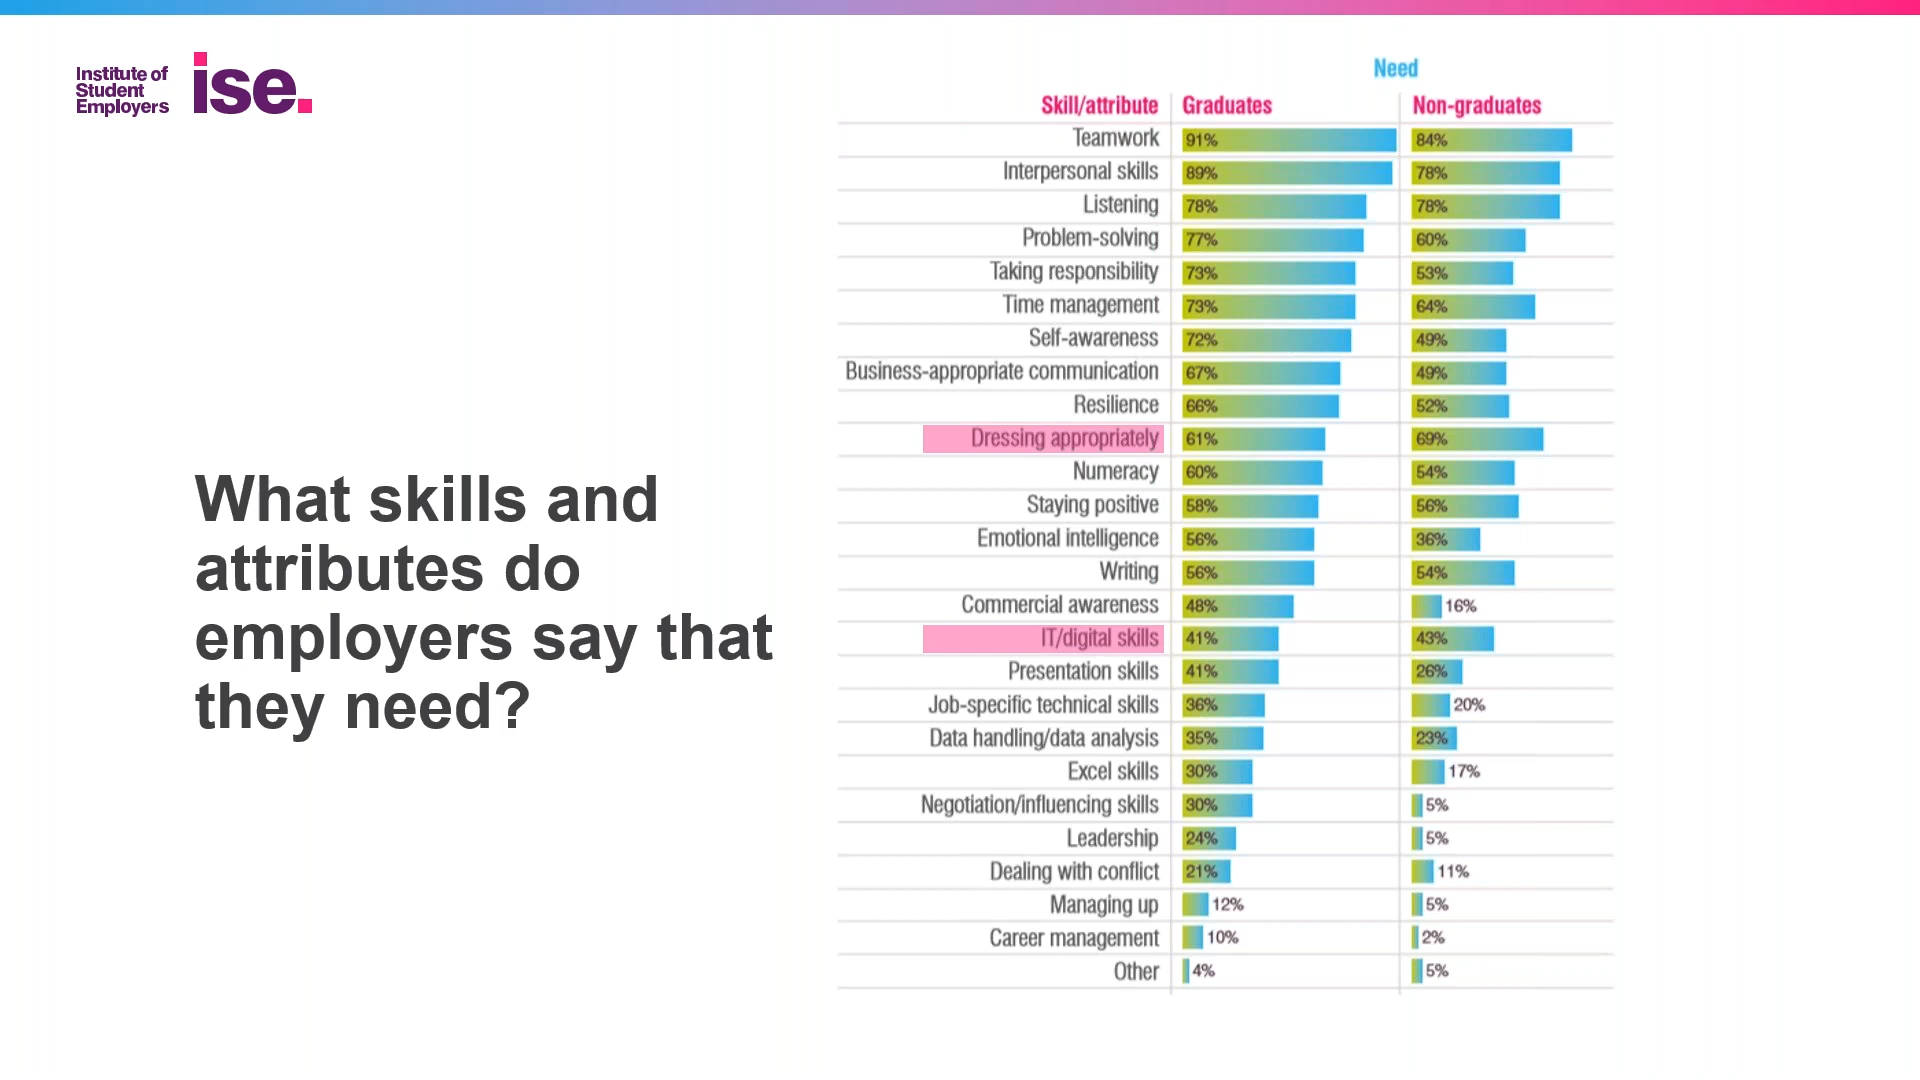 Institute of
Student
Employers
ise.
What skills and
attributes do
employers say that
they need?
Need
Skill/attribute Graduates Non-graduates
Teamwork 91% 84%
Interpersonal skills 89% 78%
Listening 78% 78%
Problem-solving 77% 60%
Taking responsibility 73% 53%
Time management 73% 64%
Self-awareness 72% 49%
Business-appropriate communication 67% 49%
Resilience 66% 52%
Dressing appropriately 61% 69%
Numeracy 60% 54%
Staying positive 58% 56%
Emotional intelligence 56% 36%
Writing 56% 54%
Commercial awareness 48% 16%
IT/digital skills 41% 43%
Presentation skills 41% 26%
Job-specific technical skills 36% 20%
Data handling/data analysis 35% 23%
Excel skills 30% 17%
Negotiation/influencing skills 30% 5%
Leadership 24% 5%
Dealing with conflict 21% 11%
Managing up 12% 5%
Career management 10% 2%
Other 4% 5%